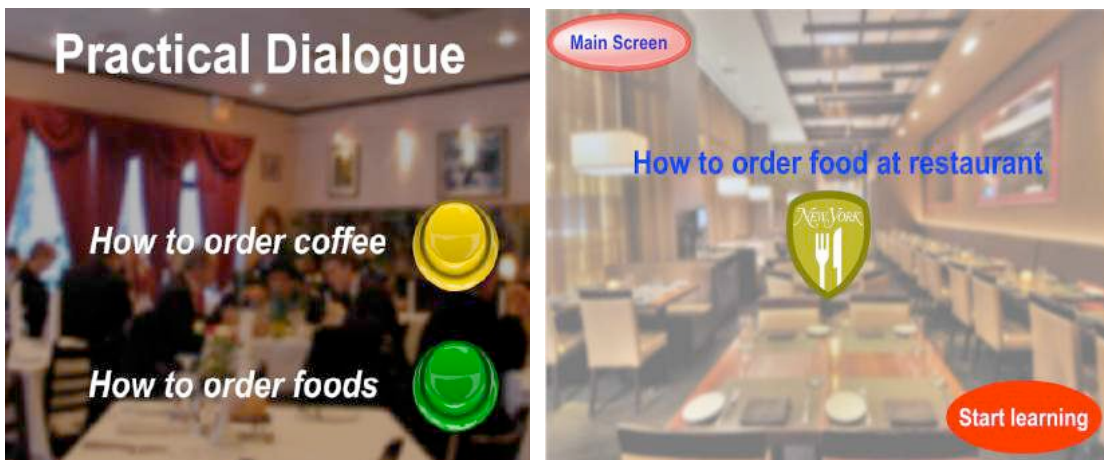 Practical Dialogue
How to order coffee
How to order foods
Main Screen
How to order food at restaurant
NEW YORK
Start learning